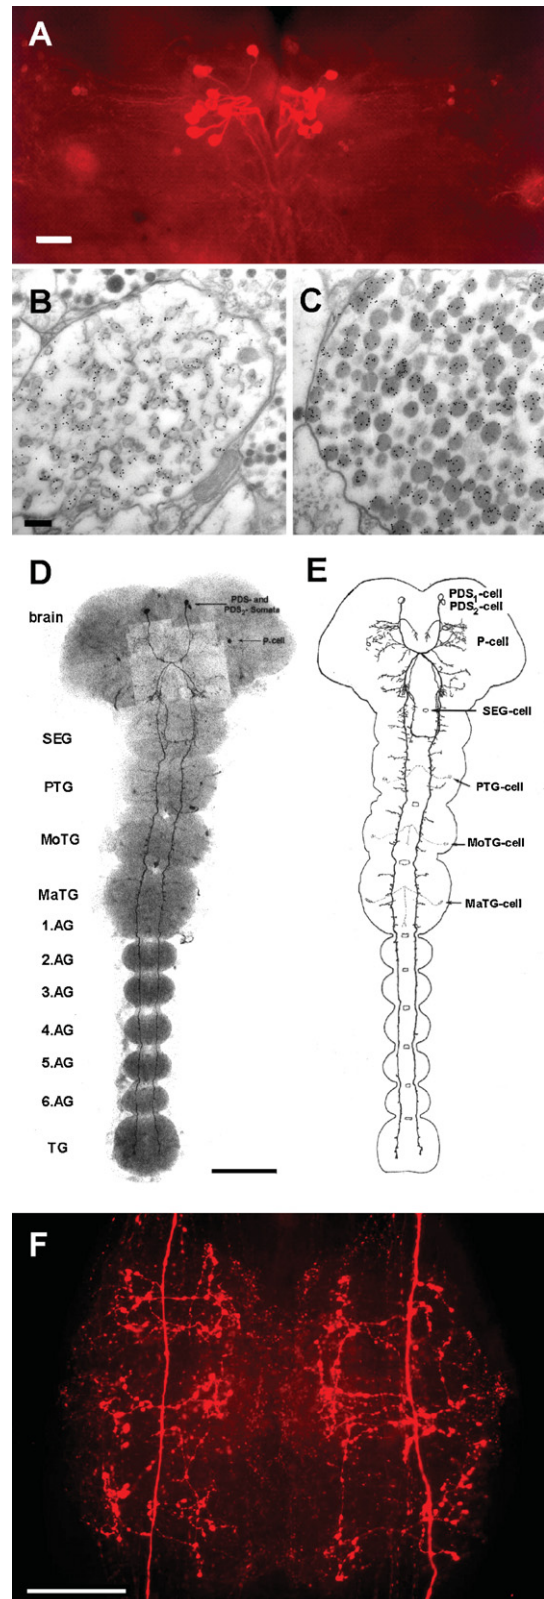 A
B
C
D
PDS- and
PDS2- Somata
brain
P-cell
SEG
PTG
MoTG
MaTG
1.AG
2.AG
3.AG
4.AG
5.AG
6.AG
TG
E
PDS1-cell
PDS2-cell
P-cell
SEG-cell
PTG-cell
MoTG-cell
MaTG-cell
F